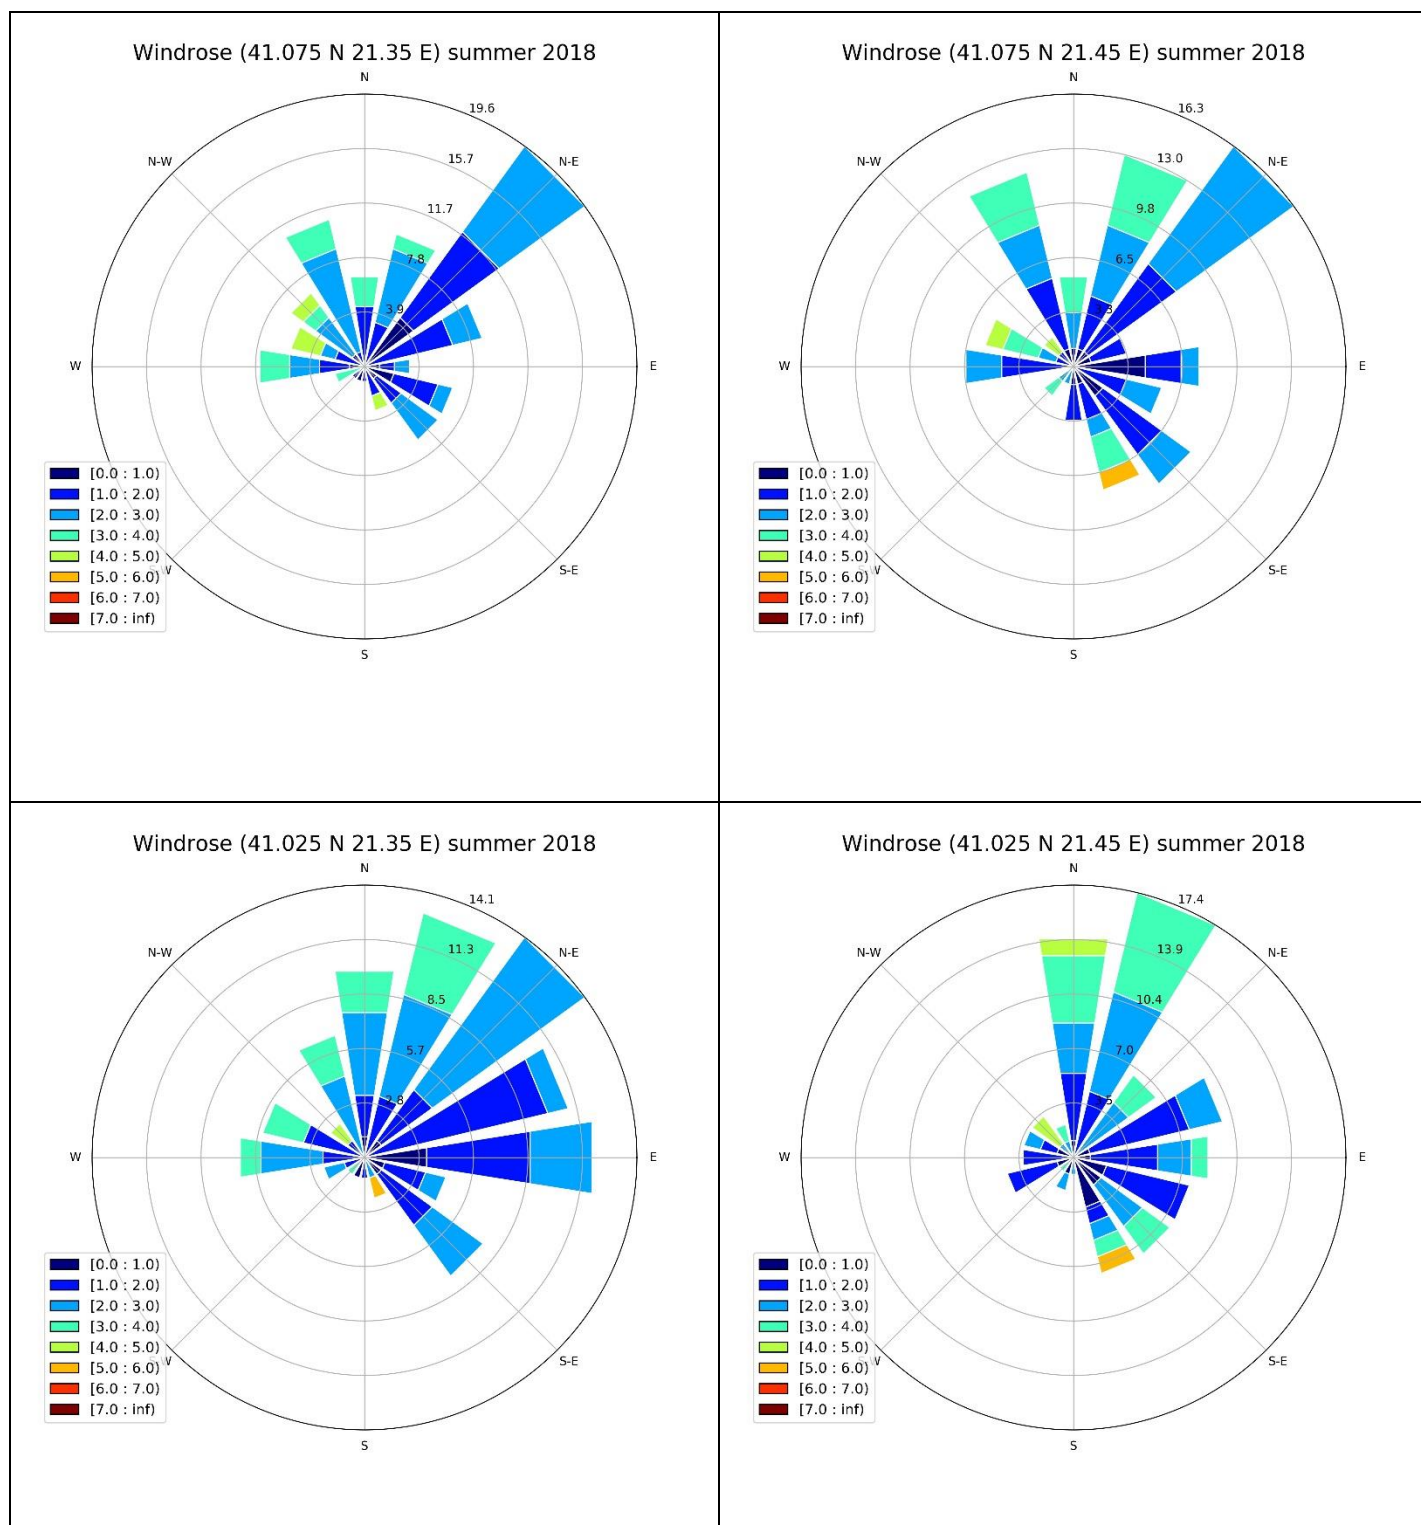 Windrose (41.075 N 21.35 E) summer 2018
N
19.6
N-W
15.7
N-E
11.7
7.8
3.9
W
E
[0.0 : 1.0)
[1.0 : 2.0)
[2.0 : 3.0)
[3.0 : 4.0)
[4.0 : 5.0)
[5.0 : 6.0)
S-W
S-E
[6.0 : 7.0)
[7.0 : inf)
S
Windrose (41.075 N 21.45 E) summer 2018
N
16.3
N-W
13.0
N-E
9.8
6.5
3.3
W
E
[0.0 : 1.0)
[1.0 : 2.0)
[2.0 : 3.0)
[3.0 : 4.0)
[4.0 : 5.0)
[5.0 : 6.0)
S-W
S-E
[6.0 : 7.0)
[7.0 : inf)
S
Windrose (41.025 N 21.35 E) summer 2018
N
14.1
N-W
11.3
N-E
8.5
5.7
2.8
W
E
[0.0 : 1.0)
[1.0 : 2.0)
[2.0 : 3.0)
[3.0 : 4.0)
[4.0 : 5.0)
[5.0 : 6.0)
S-W
S-E
[6.0 : 7.0)
[7.0 : inf)
S
Windrose (41.025 N 21.45 E) summer 2018
N
17.4
N-W
13.9
N-E
10.4
7.0
3.5
W
E
[0.0 : 1.0)
[1.0 : 2.0)
[2.0 : 3.0)
[3.0 : 4.0)
[4.0 : 5.0)
[5.0 : 6.0)
S-W
S-E
[6.0 : 7.0)
[7.0 : inf)
S